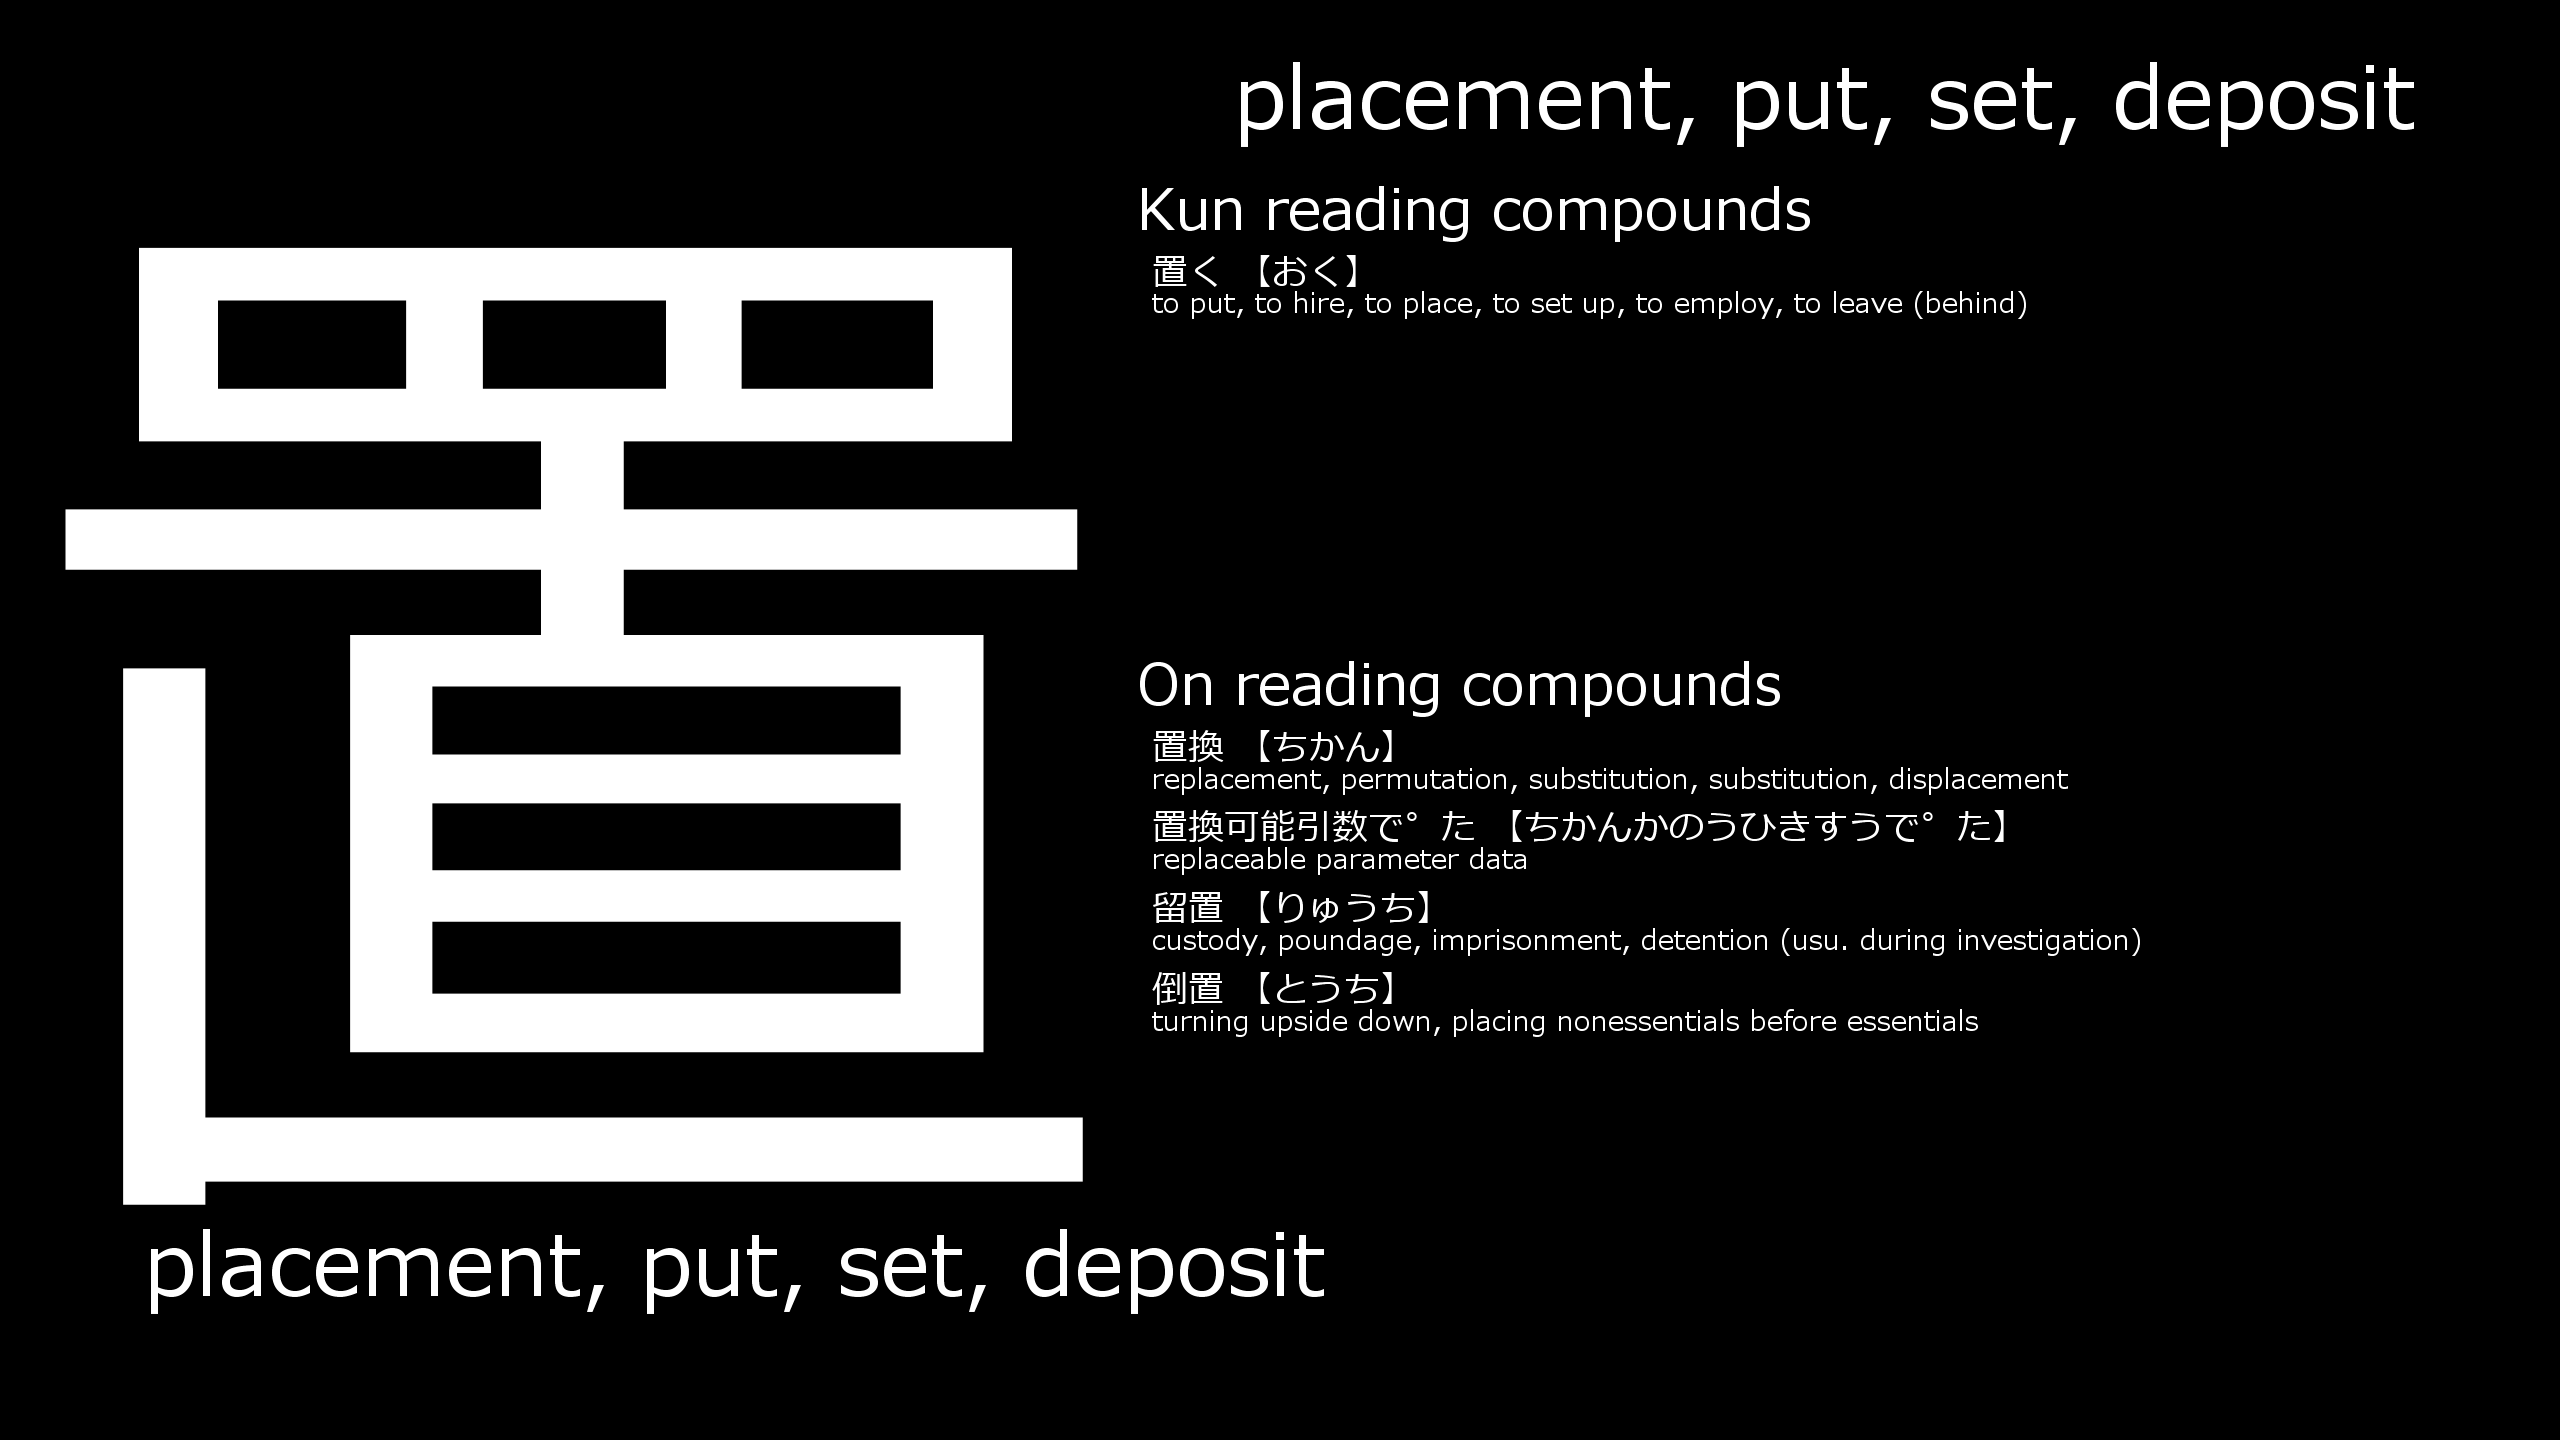 placement, put, set, deposit
置
Kun reading compounds
置く 【おく】
to put, to hire, to place, to set up, to employ, to leave (behind)
On reading compounds
置換 【ちかん】
replacement, permutation, substitution, substitution, displacement
置換可能引数で゜た 【ちかんかのうひきすうで゜た】
replaceable parameter data
留置 【りゅうち】
custody, poundage, imprisonment, detention (usu. during investigation)
倒置 【とうち】
turning upside down, placing nonessentials before essentials
placement, put, set, deposit